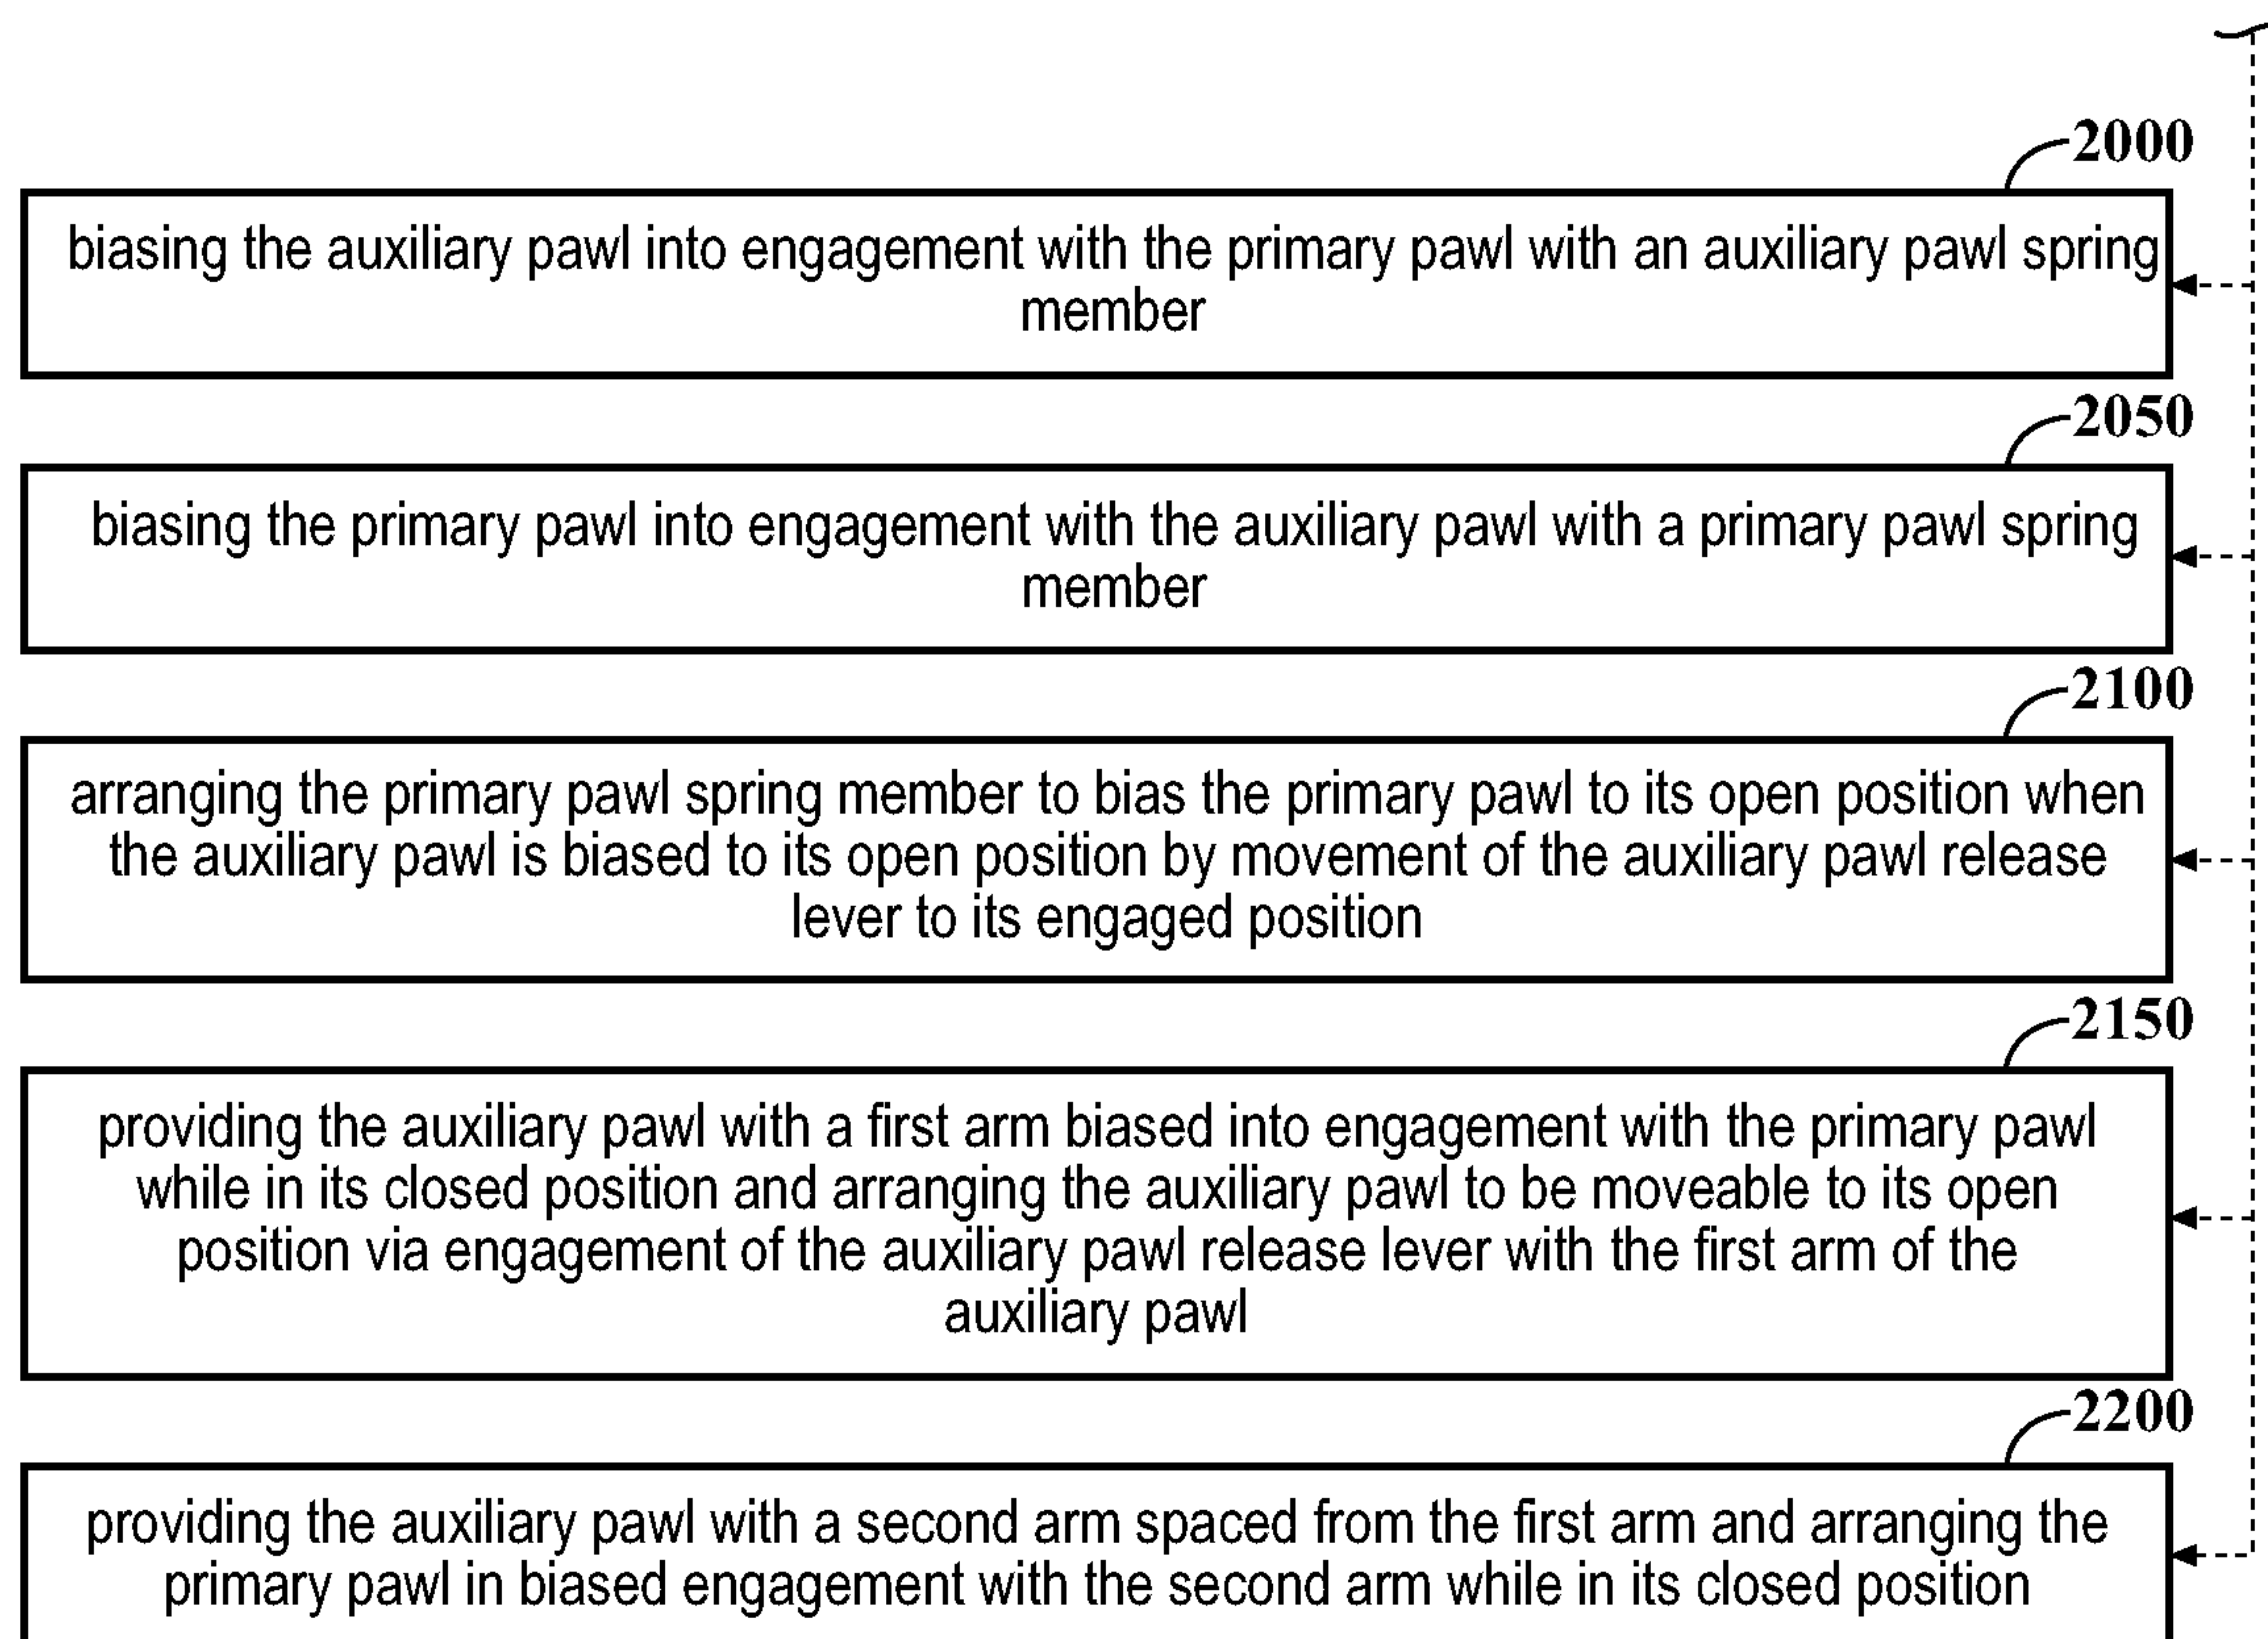 2000
biasing the auxiliary pawl into engagement with the primary pawl with an auxiliary pawl spring
member
2050
biasing the primary pawl into engagement with the auxiliary pawl with a primary pawl spring
member
2100
arranging the primary pawl spring member to bias the primary pawl to its open position when
the auxiliary pawl is biased to its open position by movement of the auxiliary pawl release
lever to its engaged position
2150
providing the auxiliary pawl with a first arm biased into engagement with the primary pawl
while in its closed position and arranging the auxiliary pawl to be moveable to its open
position via engagement of the auxiliary pawl release lever with the first arm of the
auxiliary pawl
2200
providing the auxiliary pawl with a second arm spaced from the first arm and arranging the
primary pawl in biased engagement with the second arm while in its closed position